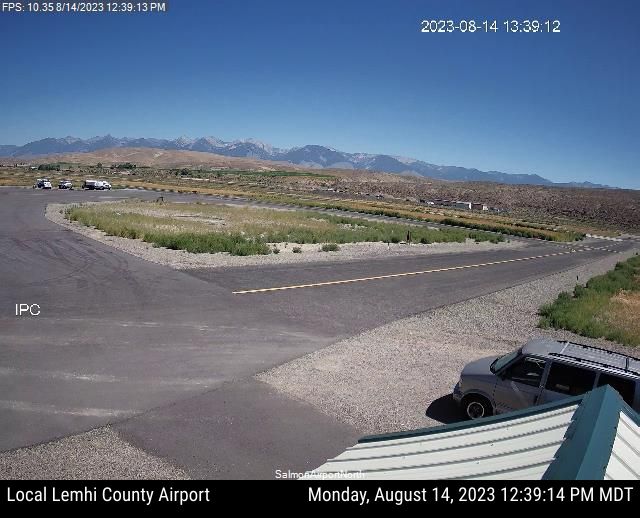 FPS: 10.35 8/14/2023 12:39:13 PM
2023-08-14 13:39:12
IPC
SalmonAirportNorth
Local Lemhi County Airport Monday, August 14, 2023 12:39:14 PM MDT